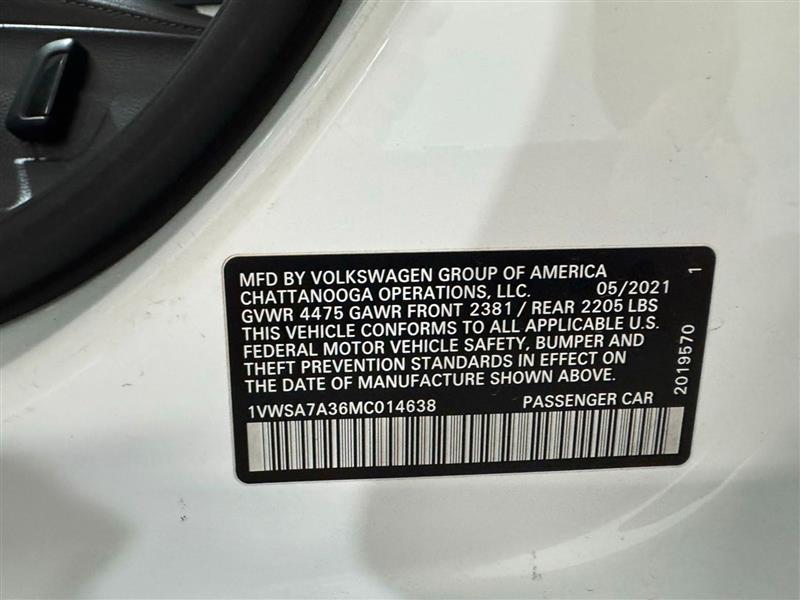 MFD BY VOLKSWAGEN GROUP OF AMERICA
CHATTANOOGA OPERATIONS, LLC. 05/2021
GVWR 4475 GAWR FRONT 2381 / REAR 2205 LBS
THIS VEHICLE CONFORMS TO ALL APPLICABLE U.S.
FEDERAL MOTOR VEHICLE SAFETY, BUMPER AND
THEFT PREVENTION STANDARDS IN EFFECT ON
THE DATE OF MANUFACTURE SHOWN ABOVE.
1VWSA7A36MC014638 PASSENGER CAR
2019570 1